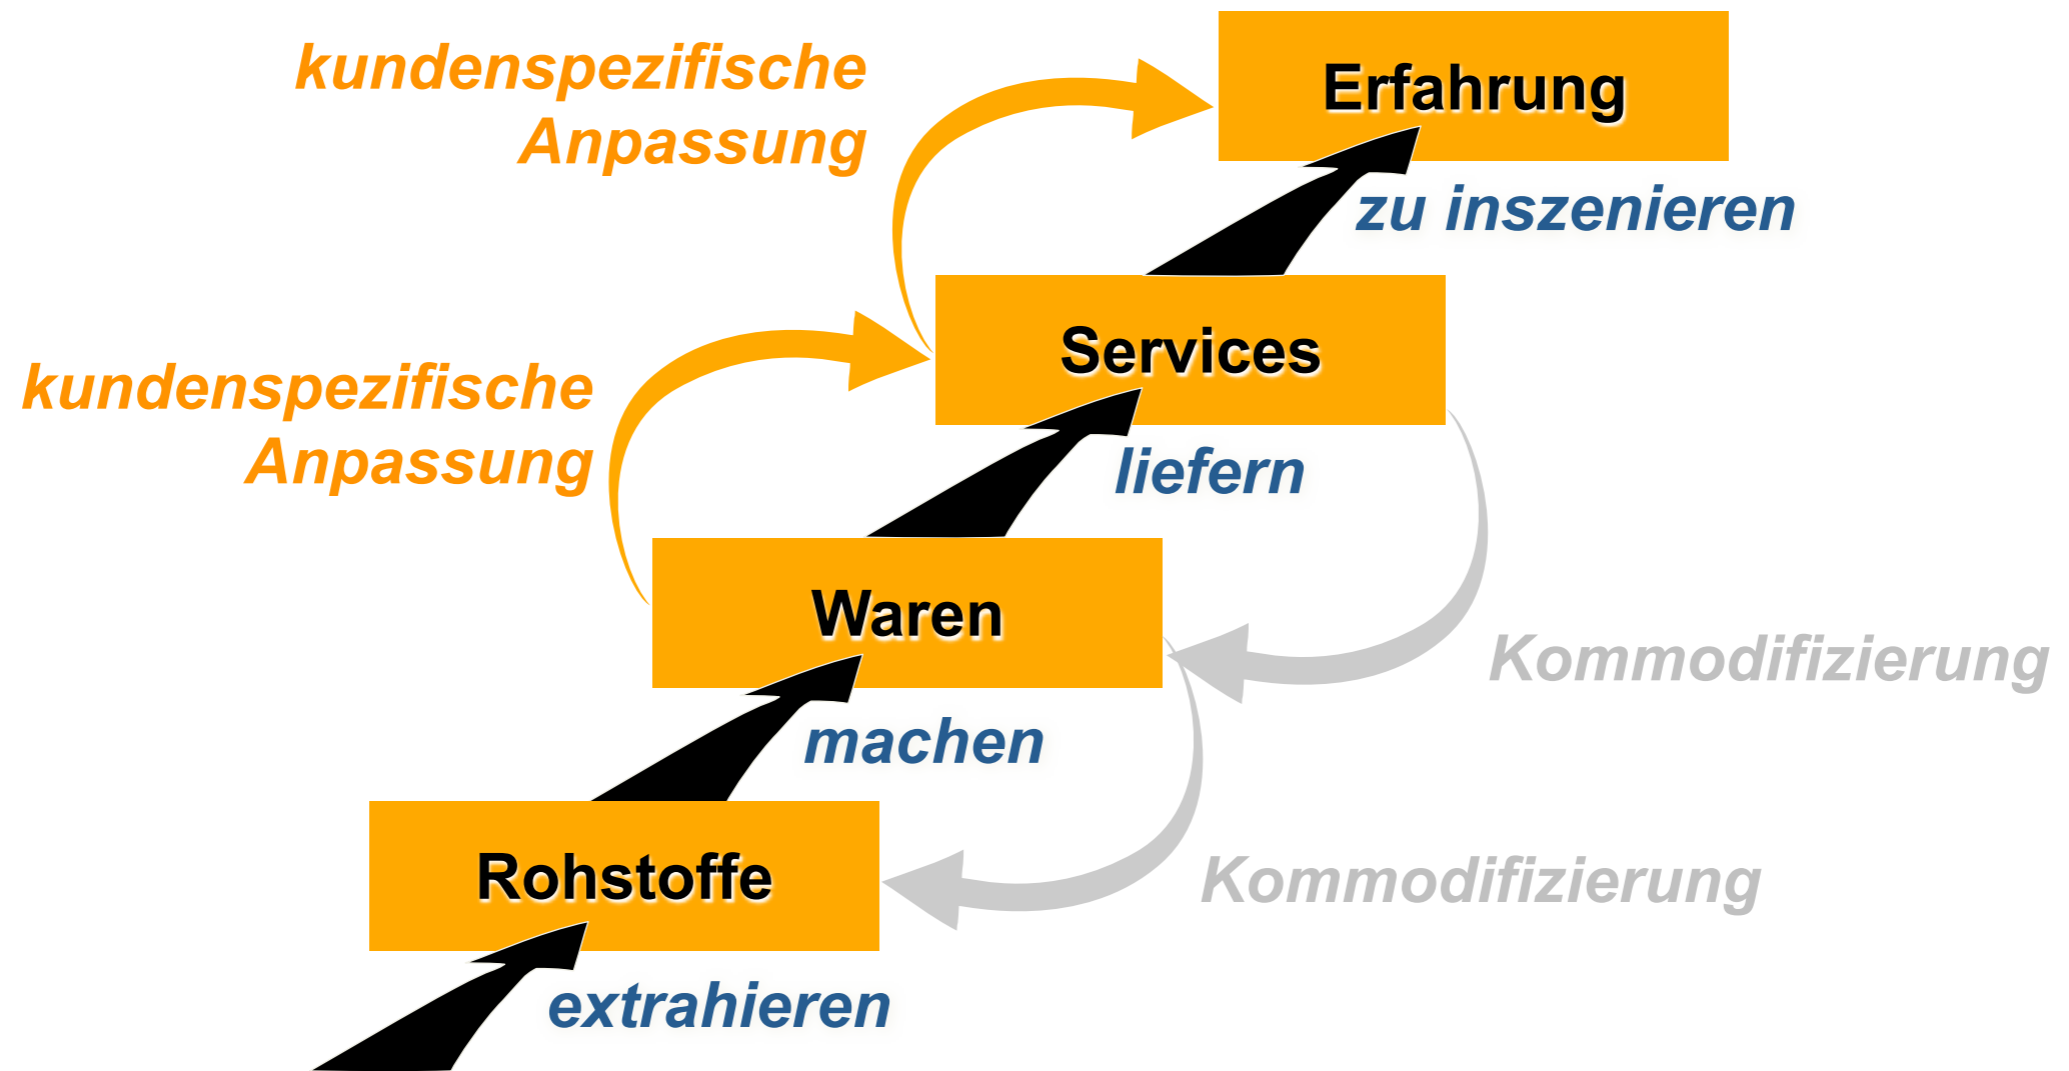 kundenspezifische
Anpassung
Erfahrung
zu inszenieren
kundenspezifische
Anpassung
Services
liefern
Waren
Kommodifizierung
machen
Rohstoffe
Kommodifizierung
extrahieren